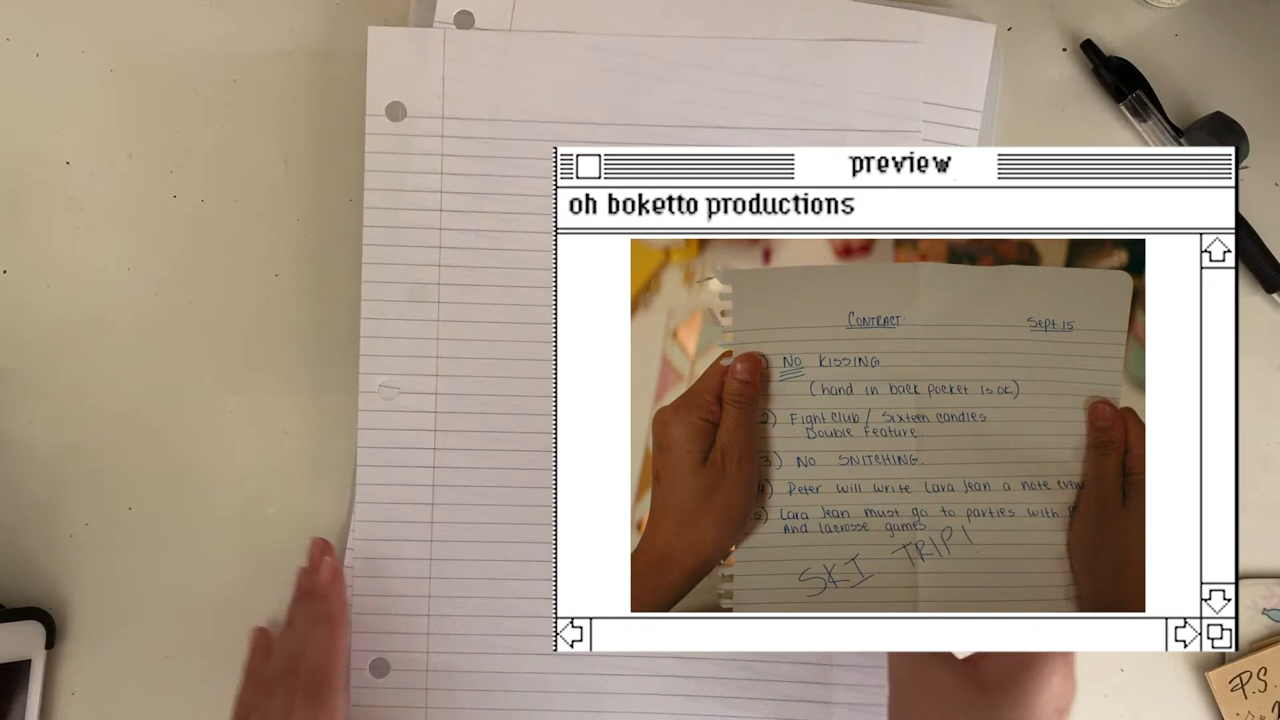 preview
oh boketto productions
CONTRACT Sept. 15
NO KISSING
(hand in back pocket is ok)
2) Fight Club / Sixteen candles
Double Feature.
3) NO SNITCHING.
4) Peter will write Lara Jean a note
5) Lara Jean must go to parties with
And lacrosse games
SKI TRIP!
P.S.